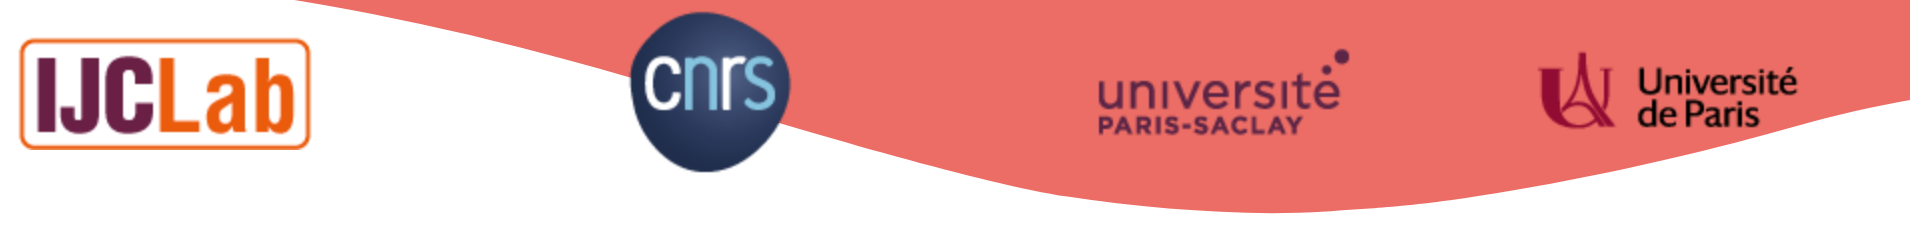 IJCLab
cnrs
université
PARIS-SACLAY
Université
de Paris